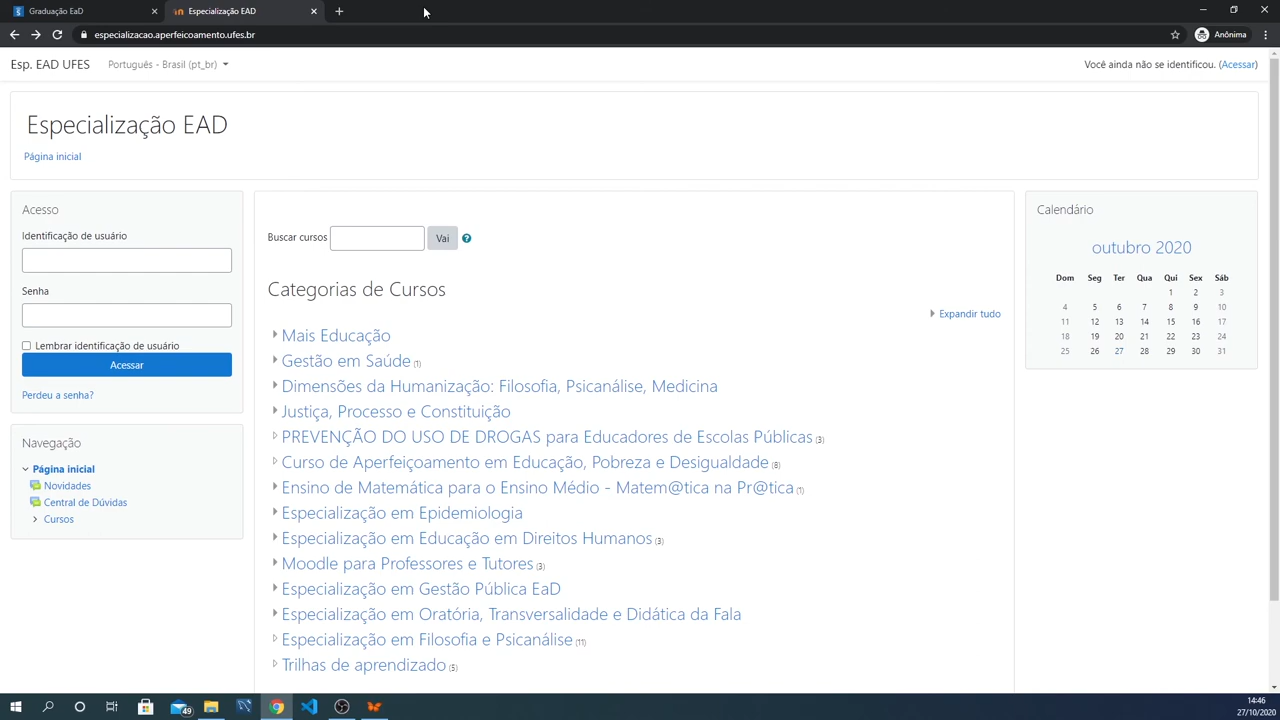 Graduação EaD
Especialização EAD
especializacao.aperfeicoamento.ufes.br
Anônima
Esp. EAD UFES
Português - Brasil (pt_br)
Você ainda não se identificou. (Acessar)
Especialização EAD
Página inicial
Acesso
Identificação de usuário
Senha
Lembrar identificação de usuário
Acessar
Perdeu a senha?
Navegação
Página inicial
Novidades
Central de Dúvidas
Cursos
Buscar cursos
Vai
Categorias de Cursos
Expandir tudo
Mais Educação
Gestão em Saúde (1)
Dimensões da Humanização: Filosofia, Psicanálise, Medicina
Justiça, Processo e Constituição
PREVENÇÃO DO USO DE DROGAS para Educadores de Escolas Públicas (3)
Curso de Aperfeiçoamento em Educação, Pobreza e Desigualdade (8)
Ensino de Matemática para o Ensino Médio - Matem@tica na Pr@tica (1)
Especialização em Epidemiologia
Especialização em Educação em Direitos Humanos (3)
Moodle para Professores e Tutores (3)
Especialização em Gestão Pública EaD
Especialização em Oratória, Transversalidade e Didática da Fala
Especialização em Filosofia e Psicanálise (11)
Trilhas de aprendizado (5)
Calendário
outubro 2020
Dom Seg Ter Qua Qui Sex Sáb
1 2 3
4 5 6 7 8 9 10
11 12 13 14 15 16 17
18 19 20 21 22 23 24
25 26 27 28 29 30 31
49
14:46
27/10/2020